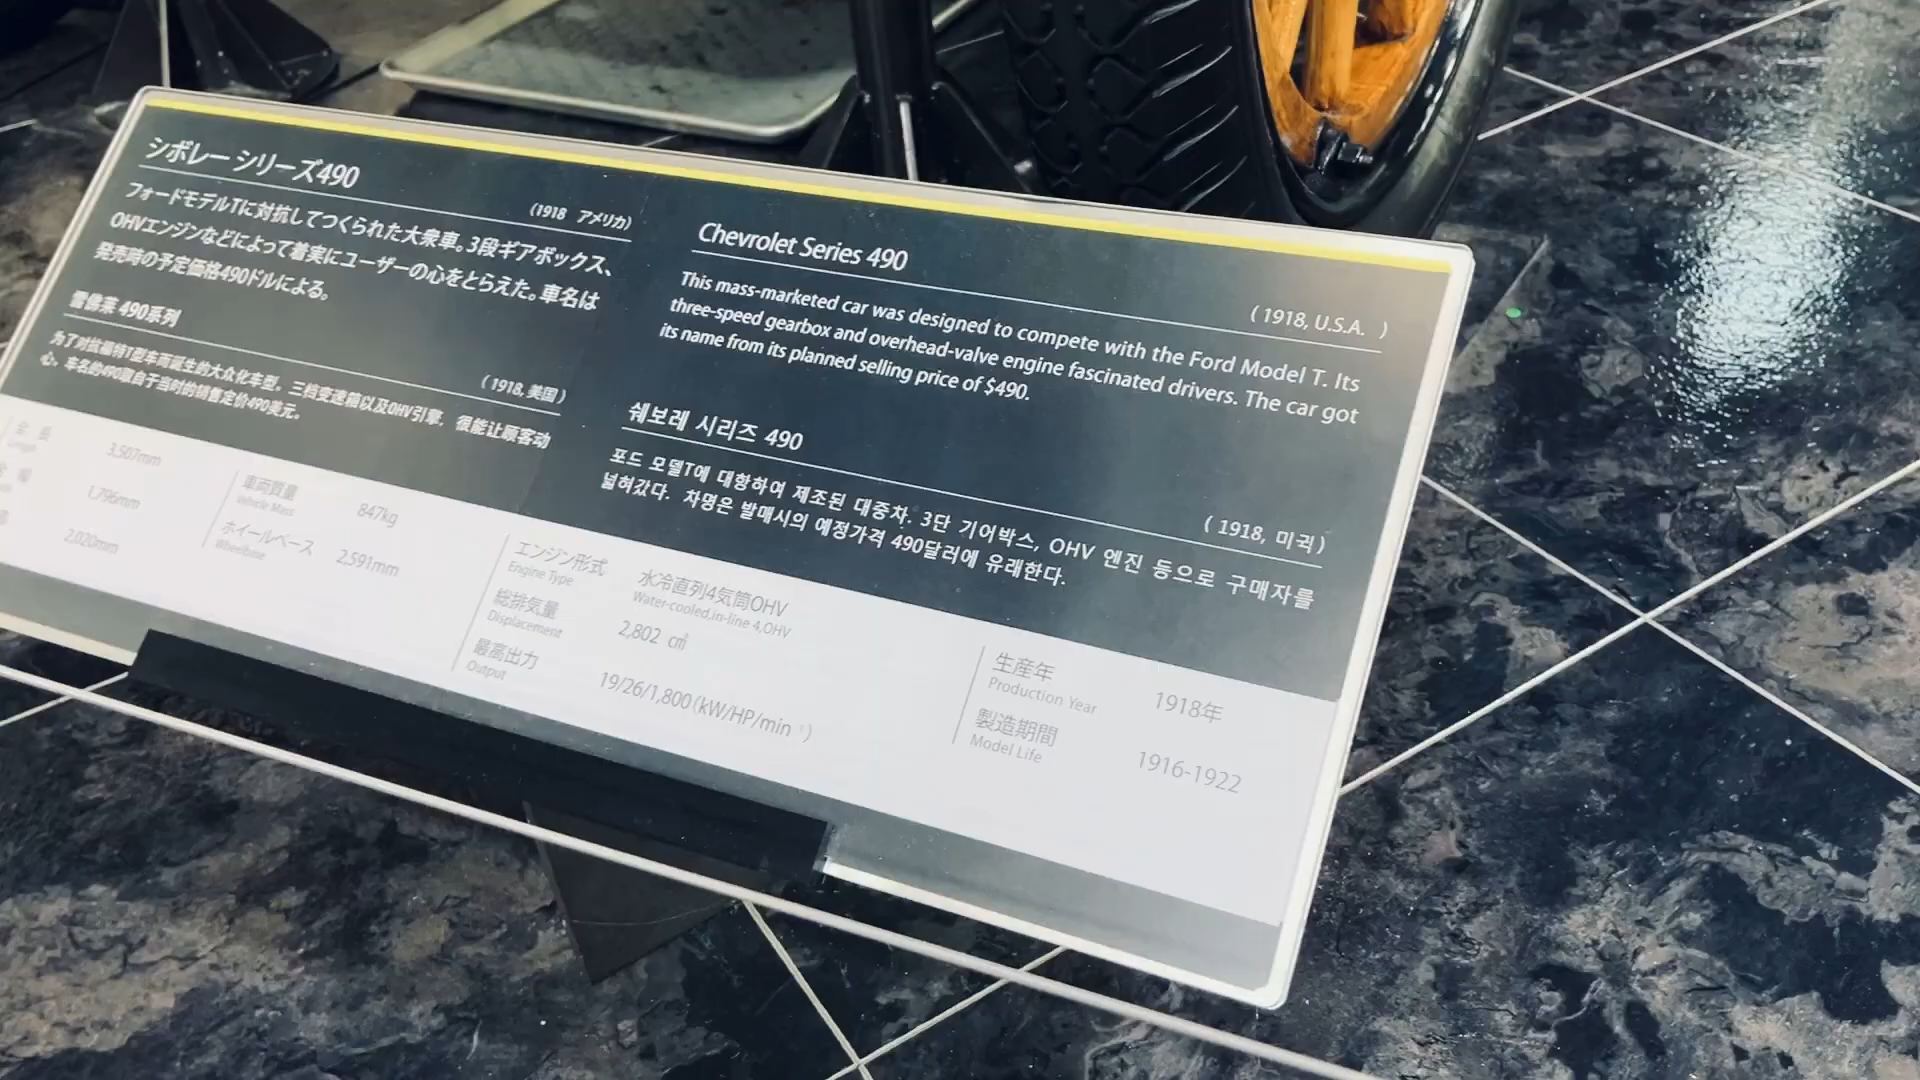 シボレー シリーズ490
(1918 アメリカ)
フォードモデルTに対抗してつくられた大衆車。3段ギアボックス、
OHVエンジンなどによって着実にユーザーの心をとらえた。車名は
発売時の予定価格490ドルによる。
雪佛莱 490系列
(1918, 美国)
为了对抗福特T型车而诞生的大众化车型。三档变速箱以及OHV引擎，很能让顾客动
心。车名的490取自于当时的销售定价490美元。
Chevrolet Series 490
(1918, U.S.A. )
This mass-marketed car was designed to compete with the Ford Model T. Its
three-speed gearbox and overhead-valve engine fascinated drivers. The car got
its name from its planned selling price of $490.
쉐보레 시리즈 490
( 1918, 미국)
포드 모델T에 대항하여 제조된 대중차. 3단 기어박스, OHV 엔진 등으로 구매자를
넓혀갔다. 차명은 발매시의 예정가격 490달러에 유래한다.
全 長 3,507mm
全 幅 1,796mm
2,020mm
車両質量 847kg
Vehicle Mass
ホイールベース 2,591mm
Wheelbase
エンジン形式 水冷直列4気筒OHV
Engine Type Water-cooled,in-line 4,OHV
総排気量 2,802 ㎤
Displacement
最高出力 19/26/1,800(kW/HP/min⁻¹)
Output
生産年 1918年
Production Year
製造期間 1916-1922
Model Life